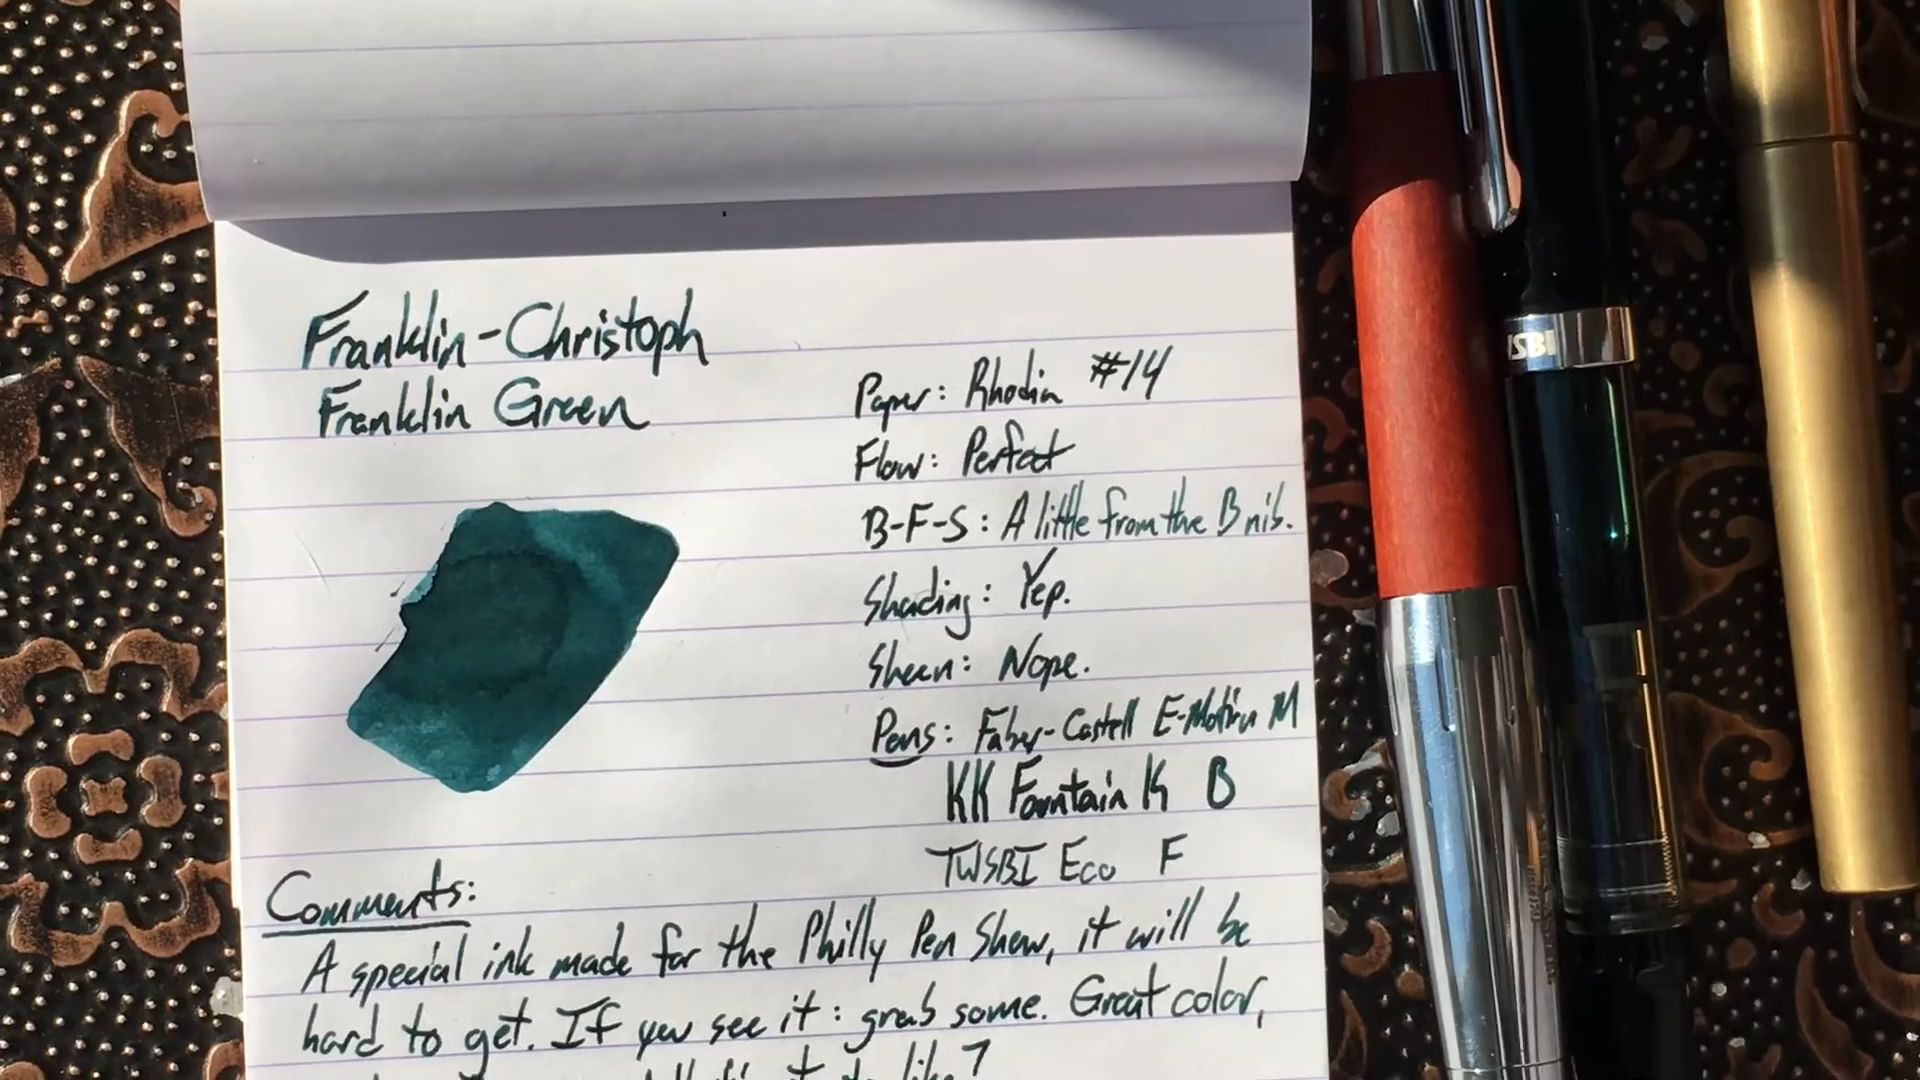 Franklin-Christoph
Franklin Green
Paper: Rhodia #14
Flow: Perfect
B-F-S: A little from the B nib.
Shading: Yep.
Sheen: Nope.
Pens: Faber-Castell E-Motion M
KK Fountain K B
TWSBI Eco F
Comments:
A special ink made for the Philly Pen Show, it will be
hard to get. If you see it: grab some. Great color,
like?
SBI